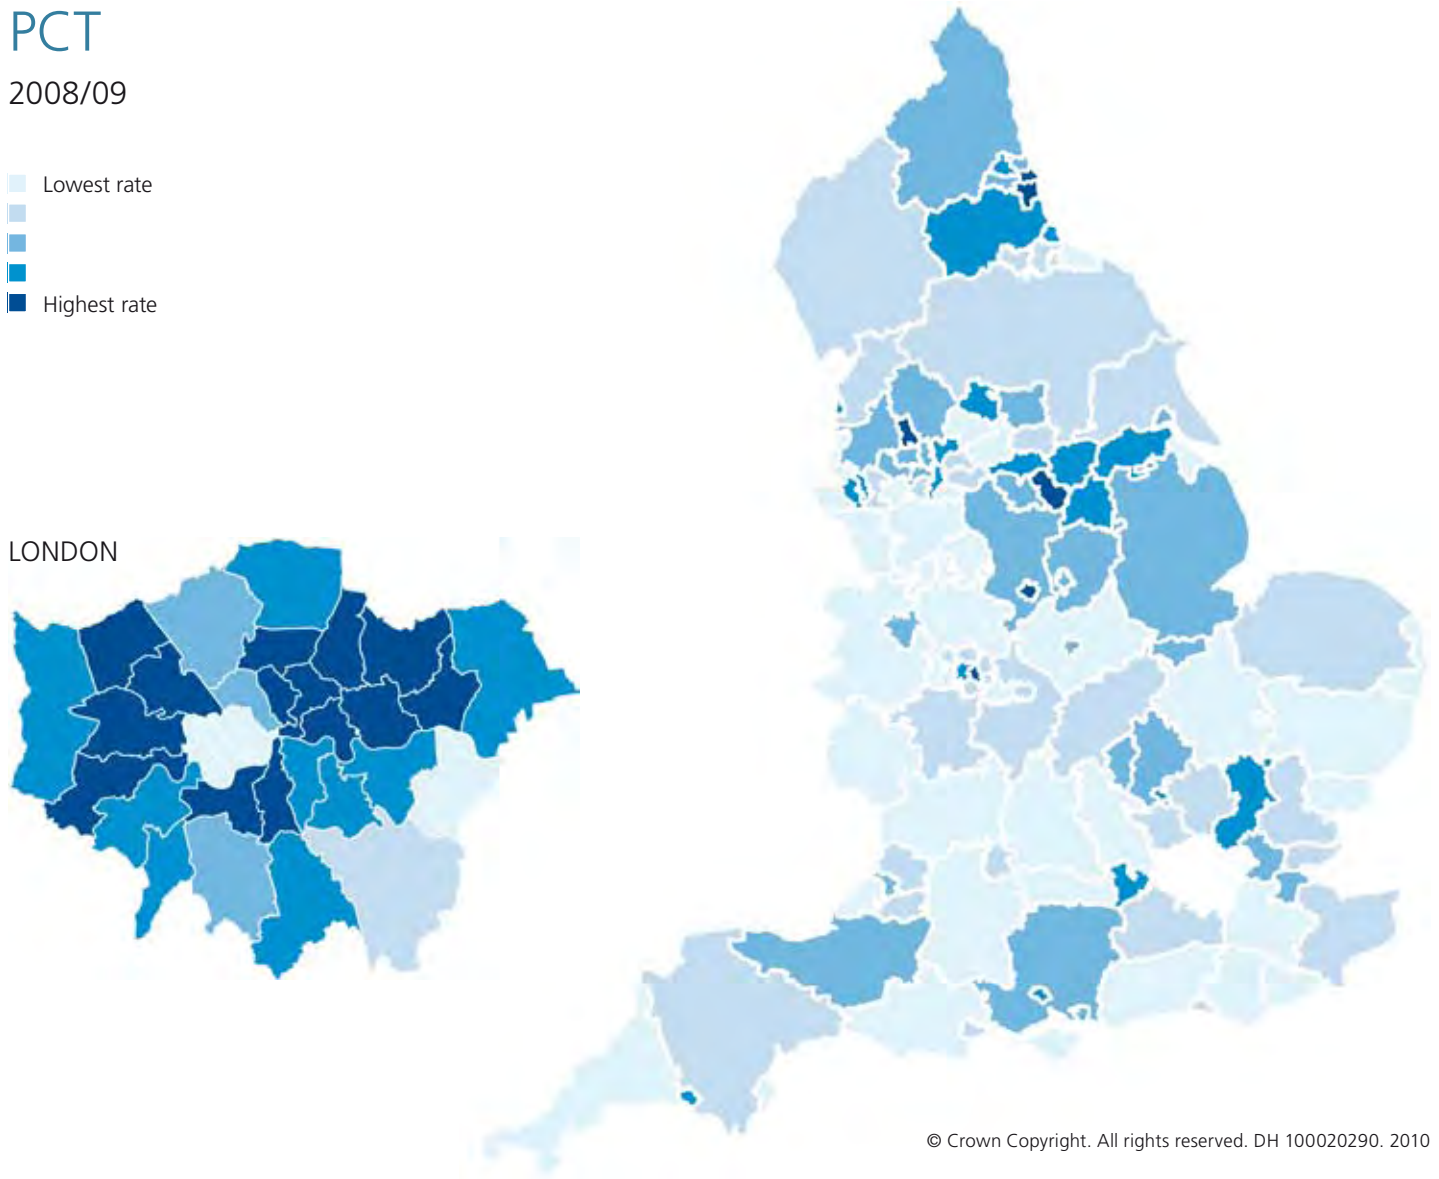 PCT
2008/09
Lowest rate
Highest rate
LONDON
© Crown Copyright. All rights reserved. DH 100020290. 2010